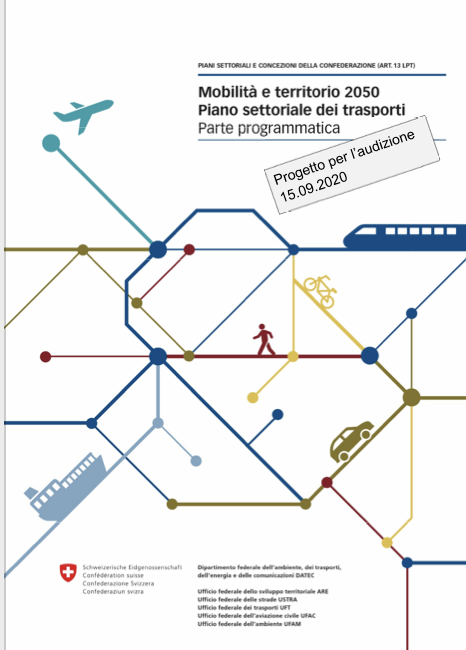 PIANI SETTORIALI E CONCEZIONI DELLA CONFEDERAZIONE (ART. 13 LPT)
Mobilità e territorio 2050
Piano settoriale dei trasporti
Parte programmatica
Progetto per l'audizione
15.09.2020
Schweizerische Eidgenossenschaft
Confédération suisse
Confederazione Svizzera
Confederaziun svizra
Dipartimento federale dell'ambiente, dei trasporti,
dell'energia e delle comunicazioni DATEC
Ufficio federale dello sviluppo territoriale ARE
Ufficio federale delle strade USTRA
Ufficio federale dei trasporti UFT
Ufficio federale dell'aviazione civile UFAC
Ufficio federale dell'ambiente UFAM